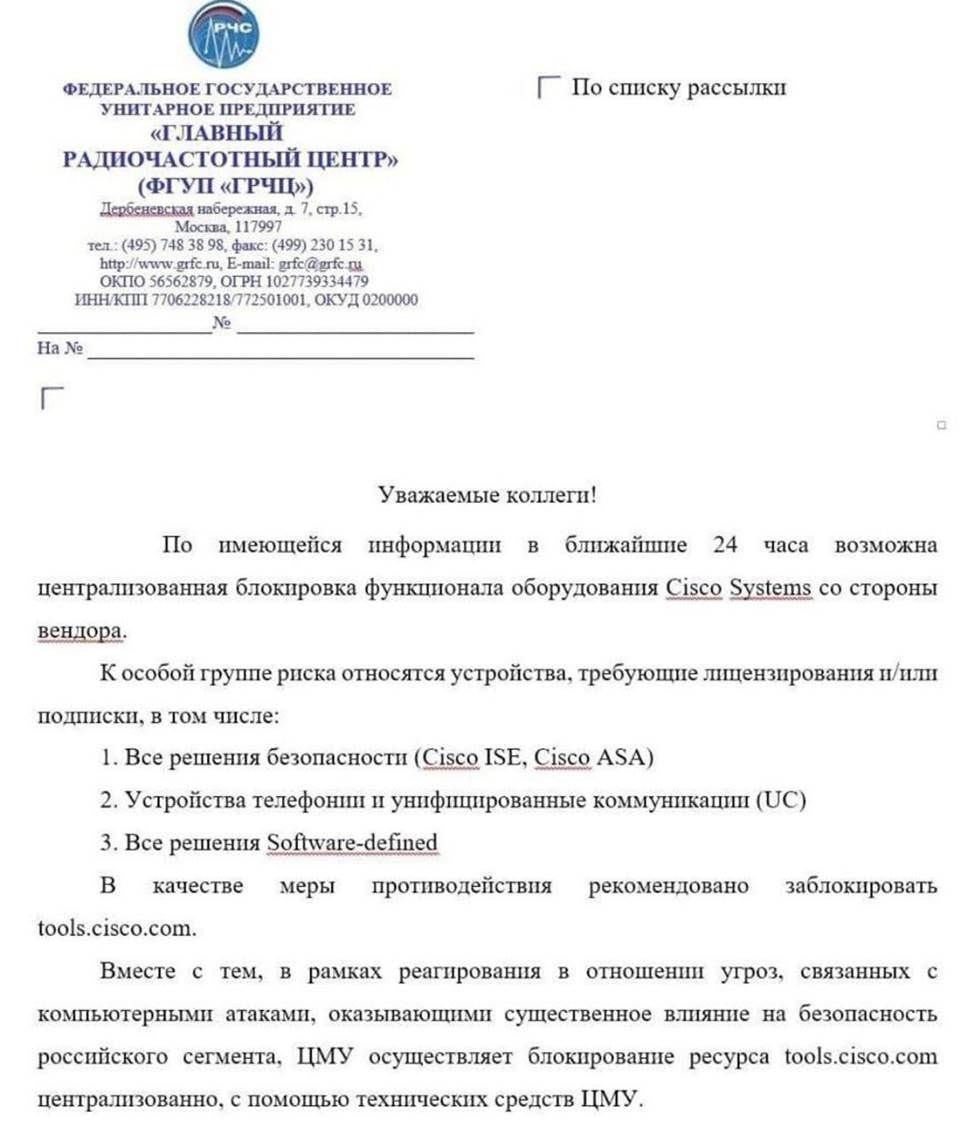 РЧС
ФЕДЕРАЛЬНОЕ ГОСУДАРСТВЕННОЕ
УНИТАРНОЕ ПРЕДПРИЯТИЕ
«ГЛАВНЫЙ
РАДИОЧАСТОТНЫЙ ЦЕНТР»
(ФГУП «ГРЧЦ»)
Дербеневская набережная, д. 7, стр.15,
Москва, 117997
тел.: (495) 748 38 98, факс: (499) 230 15 31,
http://www.grfc.ru, E-mail: grfc@grfc.ru
ОКПО 56562879, ОГРН 1027739334479
ИНН/КПП 7706228218/772501001, ОКУД 0200000
№
На №
По списку рассылки
Уважаемые коллеги!
По имеющейся информации в ближайшие 24 часа возможна
централизованная блокировка функционала оборудования Cisco Systems со стороны
вендора.
К особой группе риска относятся устройства, требующие лицензирования и/или
подписки, в том числе:
1. Все решения безопасности (Cisco ISE, Cisco ASA)
2. Устройства телефонии и унифицированные коммуникации (UC)
3. Все решения Software-defined
В качестве меры противодействия рекомендовано заблокировать
tools.cisco.com.
Вместе с тем, в рамках реагирования в отношении угроз, связанных с
компьютерными атаками, оказывающими существенное влияние на безопасность
российского сегмента, ЦМУ осуществляет блокирование ресурса tools.cisco.com
централизованно, с помощью технических средств ЦМУ.